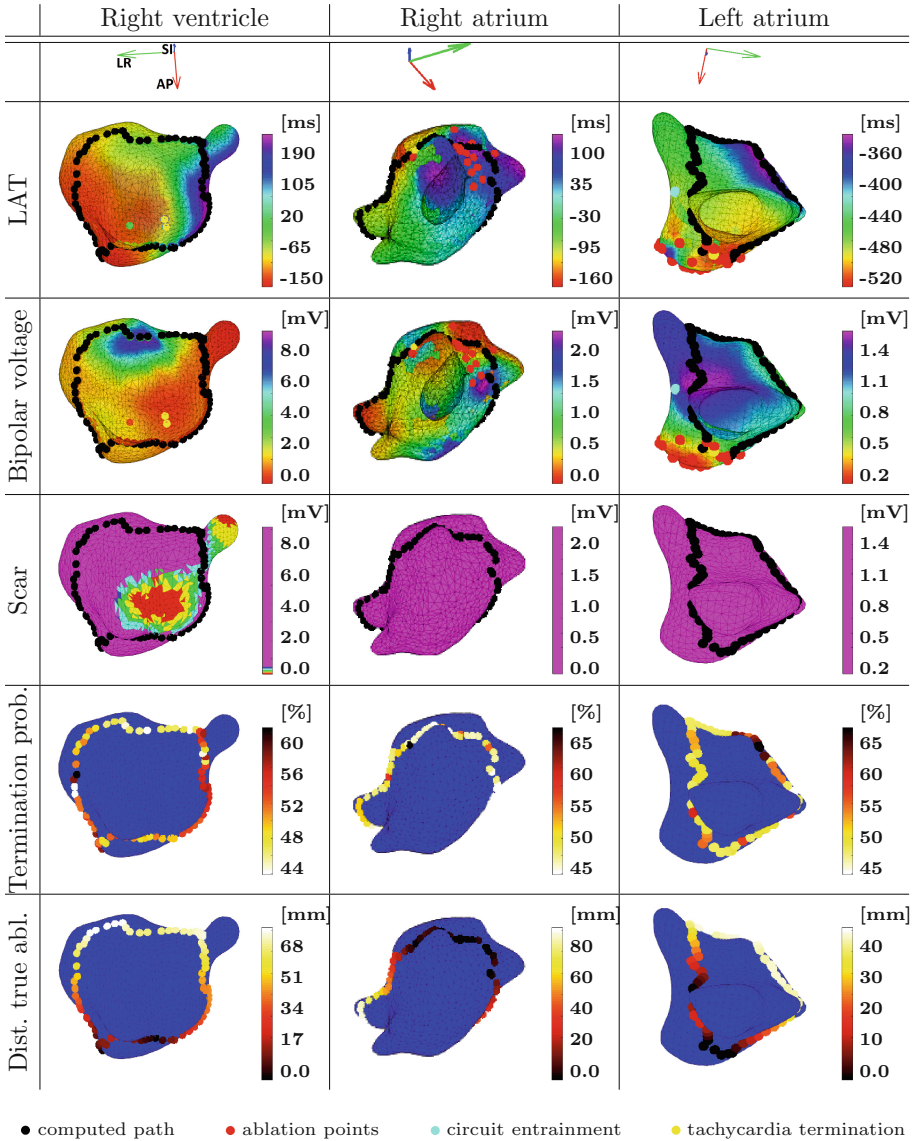 Right ventricle Right atrium Left atrium
SI
LR
AP
LAT
[ms] [ms] [ms]
190 100 -360
105 35 -400
20 -30 -440
-65 -95 -480
-150 -160 -520
Bipolar voltage
[mV] [mV] [mV]
8.0 2.0 1.4
6.0 1.5 1.1
4.0 1.0 0.8
2.0 0.5 0.5
0.0 0.0 0.2
Scar
[mV] [mV] [mV]
8.0 2.0 1.4
6.0 1.5 1.1
4.0 1.0 0.8
2.0 0.5 0.5
0.0 0.0 0.2
Termination prob.
[%] [%] [%]
60 65 65
56 60 60
52 55 55
48 50 50
44 45 45
Dist. true abl.
[mm] [mm] [mm]
68 80 40
51 60 30
34 40 20
17 20 10
0.0 0.0 0.0
computed path ablation points circuit entrainment tachycardia termination